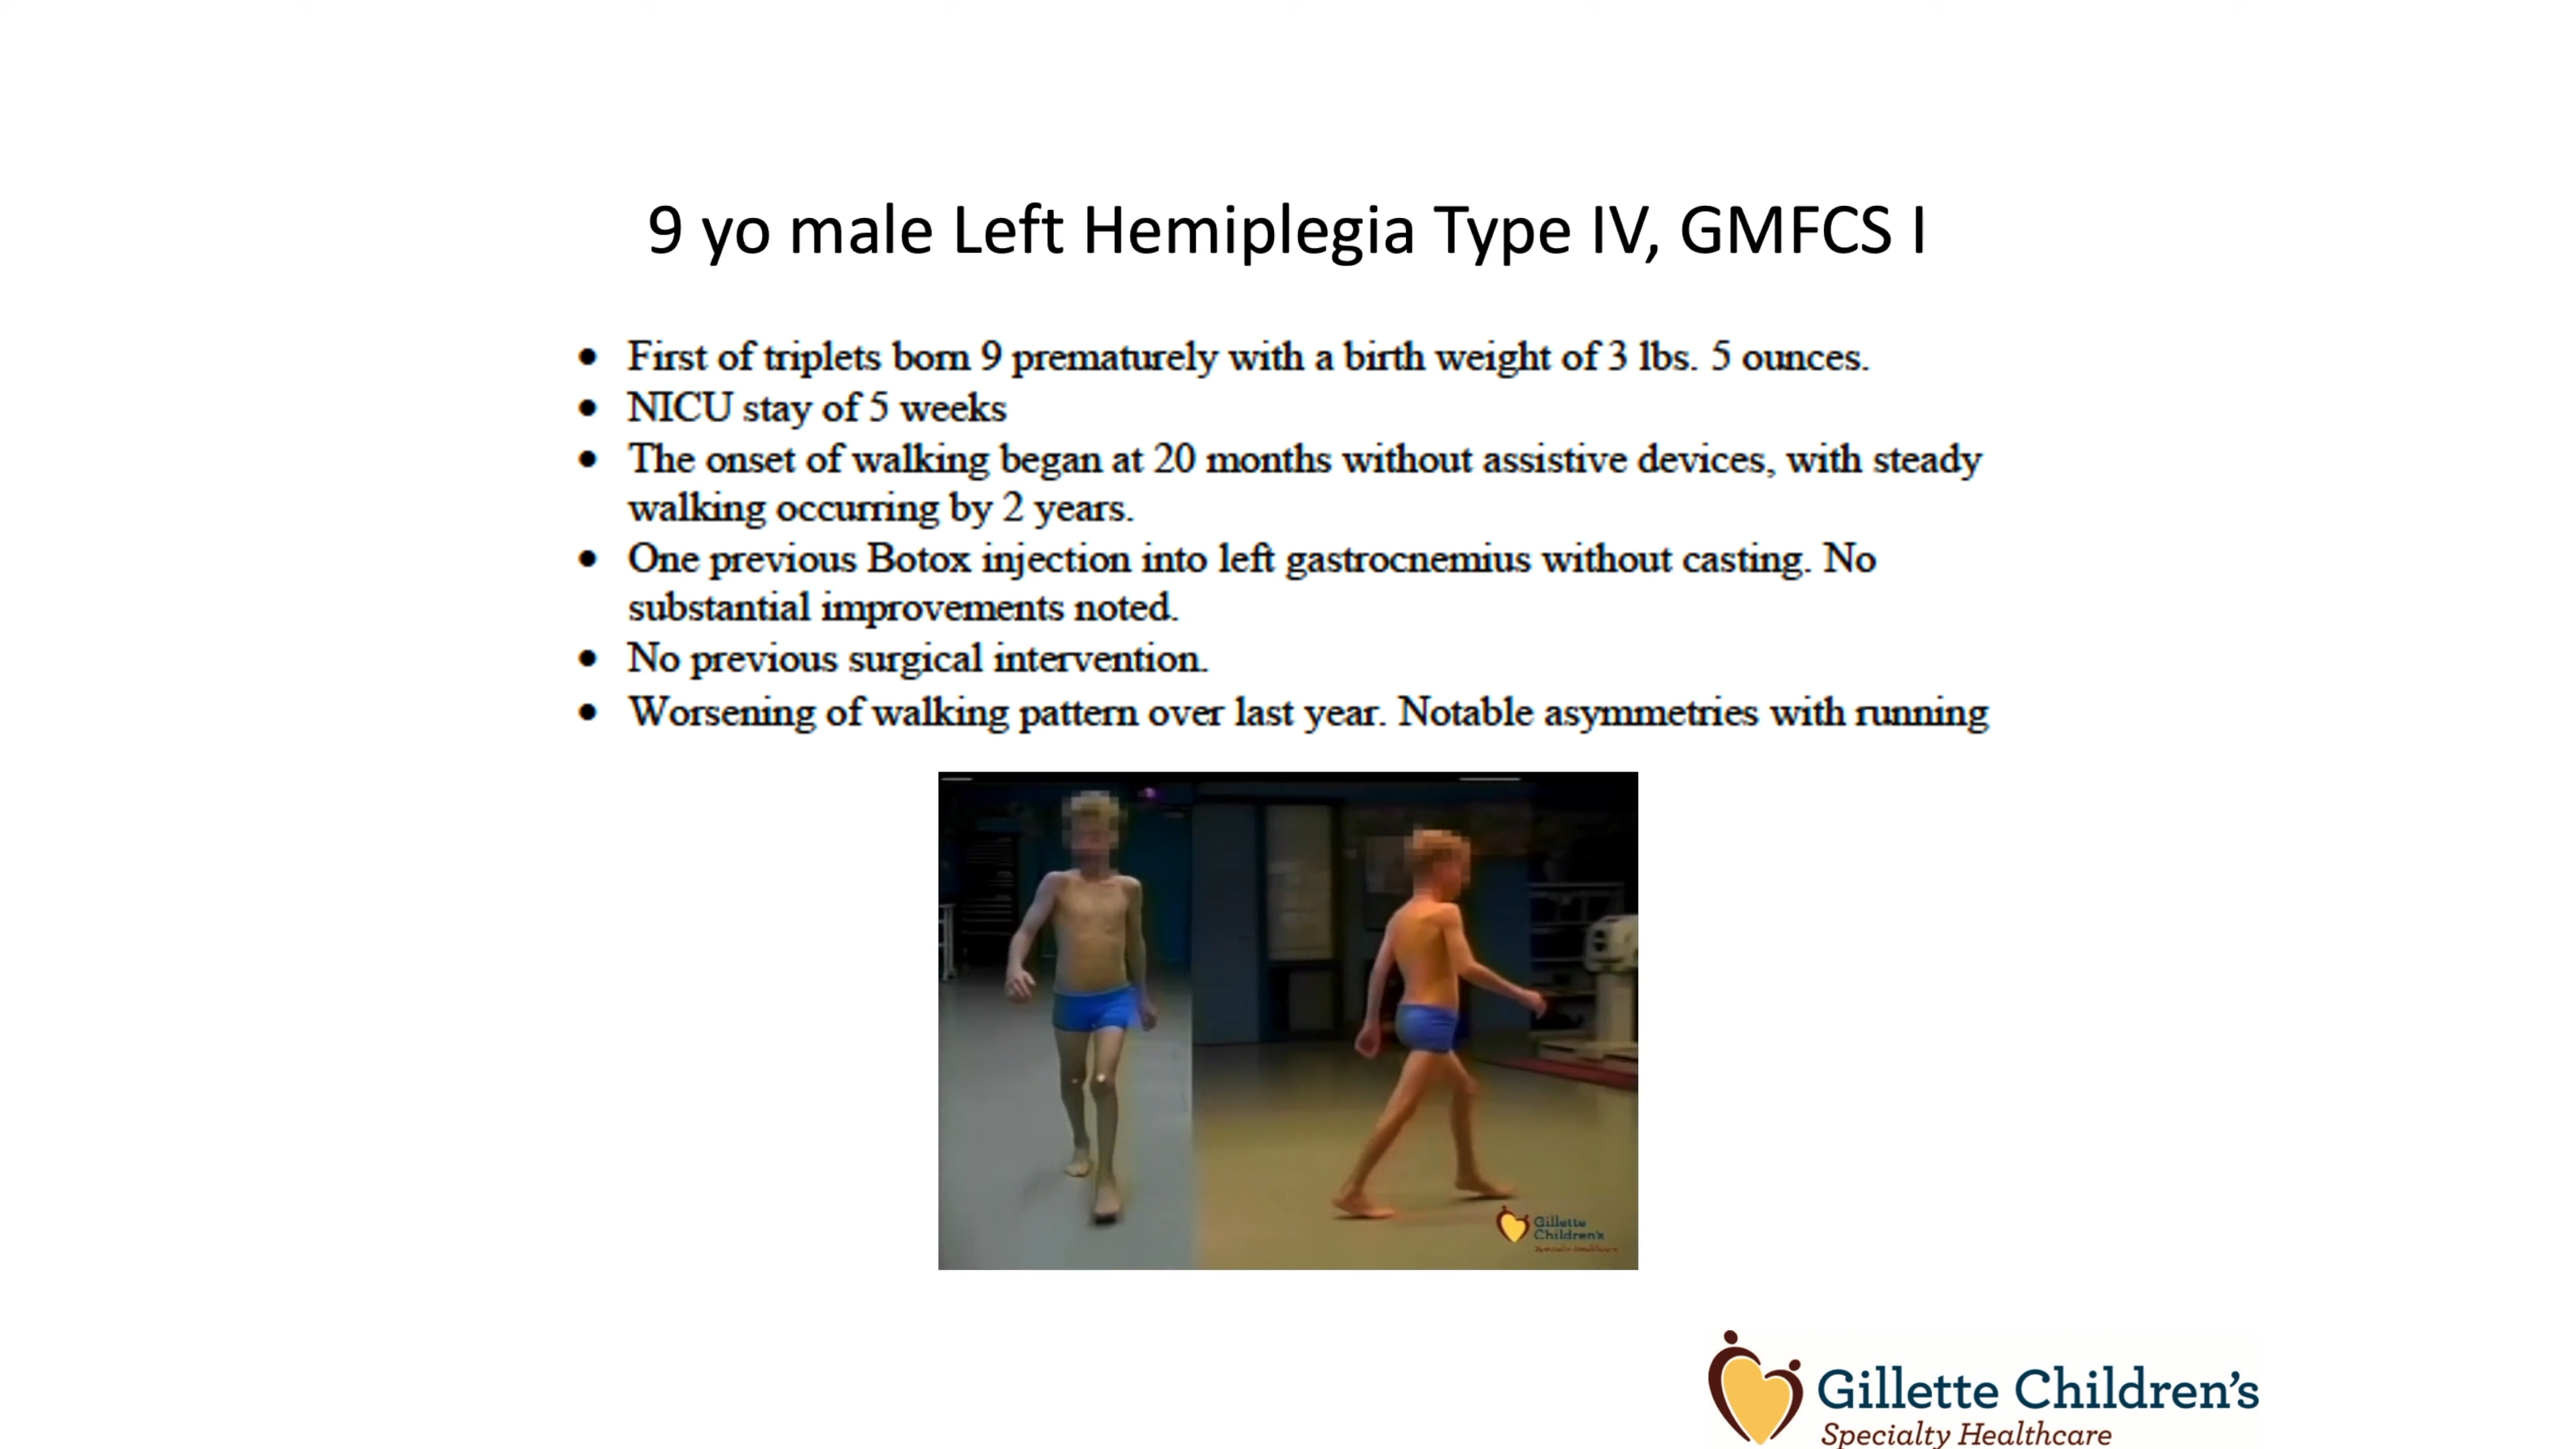 9 yo male Left Hemiplegia Type IV, GMFCS I
• First of triplets born 9 prematurely with a birth weight of 3 lbs. 5 ounces.
• NICU stay of 5 weeks
• The onset of walking began at 20 months without assistive devices, with steady
walking occurring by 2 years.
• One previous Botox injection into left gastrocnemius without casting. No
substantial improvements noted.
• No previous surgical intervention.
• Worsening of walking pattern over last year. Notable asymmetries with running
Gillette
Children's
Specialty Healthcare
Gillette Children's
Specialty Healthcare